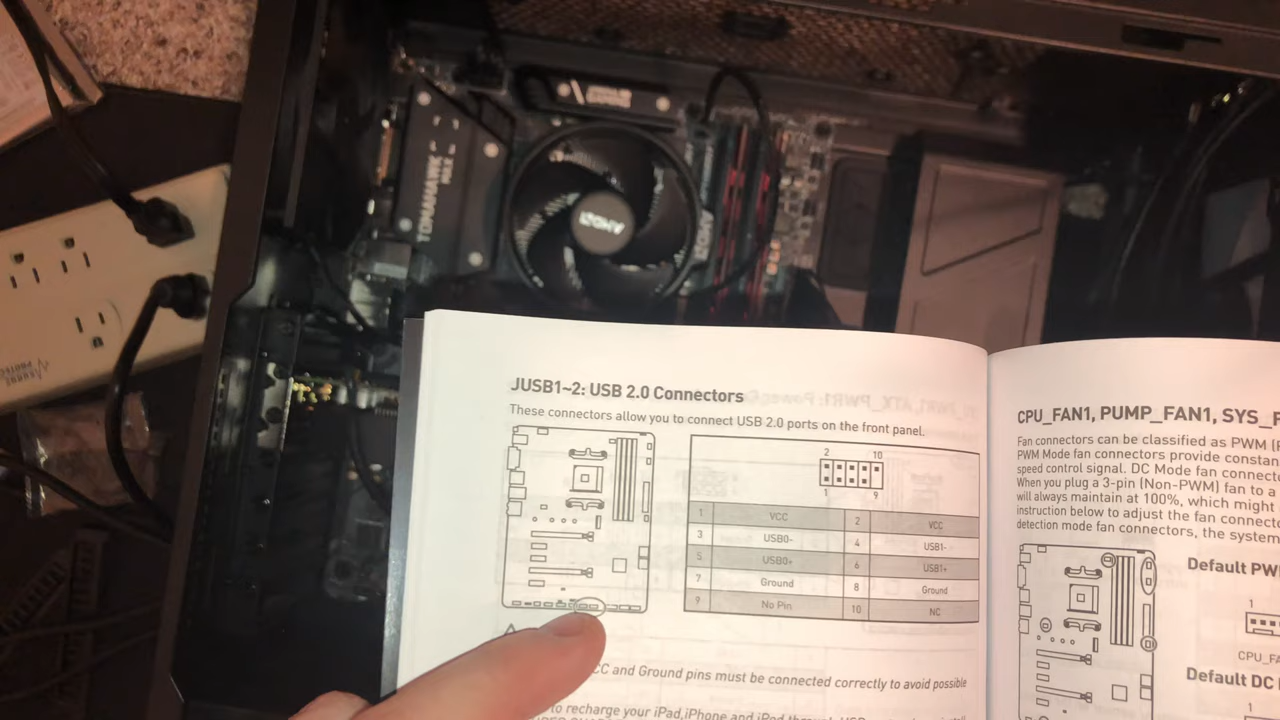 TOMAHAWK
MAX
AMD
JUSB1~2: USB 2.0 Connectors
These connectors allow you to connect USB 2.0 ports on the front panel.
2 10
1 9
1 VCC 2 VCC
3 USB0- 4 USB1-
5 USB0+ 6 USB1+
7 Ground 8 Ground
9 No Pin 10 NC
CC and Ground pins must be connected correctly to avoid possible
to recharge your iPad,iPhone and iPod through USB
CPU_FAN1, PUMP_FAN1, SYS_F
Fan connectors can be classified as PWM (
PWM Mode fan connectors provide constan
speed control signal. DC Mode fan connecto
When you plug a 3-pin (Non-PWM) fan to a
will always maintain at 100%, which might
instruction below to adjust the fan connect
detection mode fan connectors, the system
Default PW
1
CPU_FA
Default DC
1